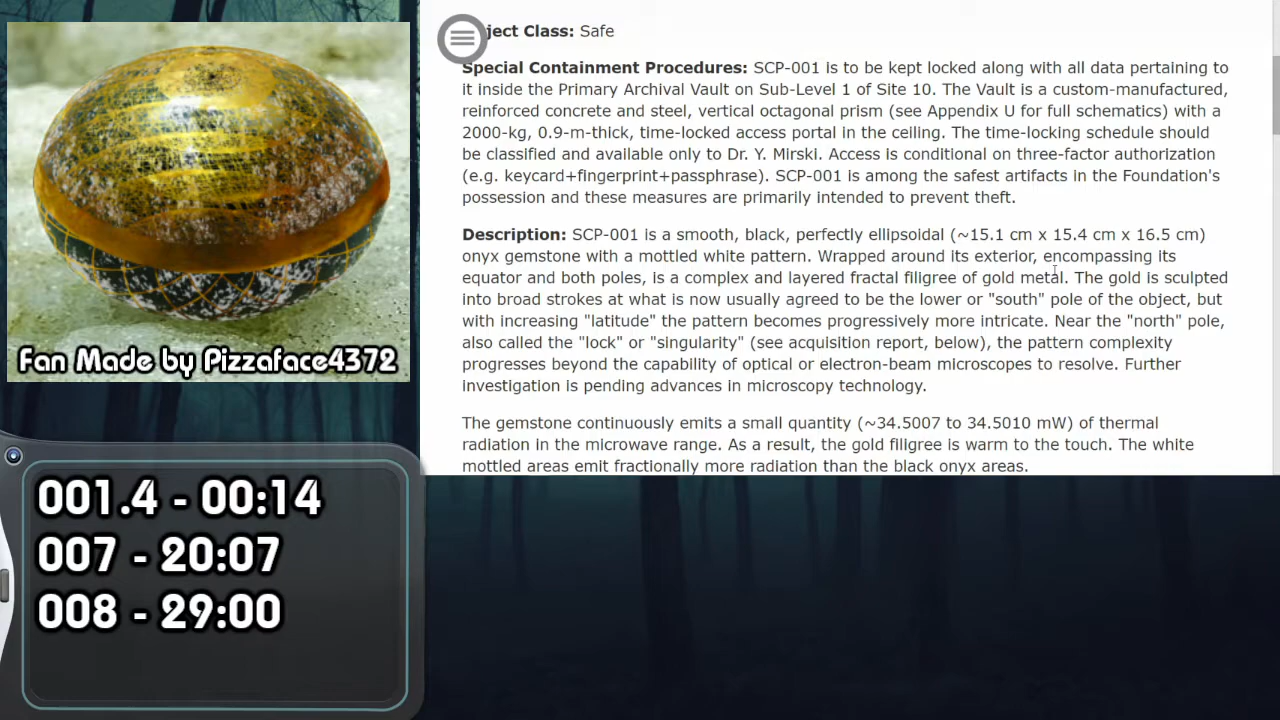 Fan Made by Pizzaface4372
001.4 - 00:14
007 - 20:07
008 - 29:00
ject Class: Safe
Special Containment Procedures: SCP-001 is to be kept locked along with all data pertaining to
it inside the Primary Archival Vault on Sub-Level 1 of Site 10. The Vault is a custom-manufactured,
reinforced concrete and steel, vertical octagonal prism (see Appendix U for full schematics) with a
2000-kg, 0.9-m-thick, time-locked access portal in the ceiling. The time-locking schedule should
be classified and available only to Dr. Y. Mirski. Access is conditional on three-factor authorization
(e.g. keycard+fingerprint+passphrase). SCP-001 is among the safest artifacts in the Foundation's
possession and these measures are primarily intended to prevent theft.
Description: SCP-001 is a smooth, black, perfectly ellipsoidal (~15.1 cm x 15.4 cm x 16.5 cm)
onyx gemstone with a mottled white pattern. Wrapped around its exterior, encompassing its
equator and both poles, is a complex and layered fractal filigree of gold metal. The gold is sculpted
into broad strokes at what is now usually agreed to be the lower or "south" pole of the object, but
with increasing "latitude" the pattern becomes progressively more intricate. Near the "north" pole,
also called the "lock" or "singularity" (see acquisition report, below), the pattern complexity
progresses beyond the capability of optical or electron-beam microscopes to resolve. Further
investigation is pending advances in microscopy technology.
The gemstone continuously emits a small quantity (~34.5007 to 34.5010 mW) of thermal
radiation in the microwave range. As a result, the gold filigree is warm to the touch. The white
mottled areas emit fractionally more radiation than the black onyx areas.